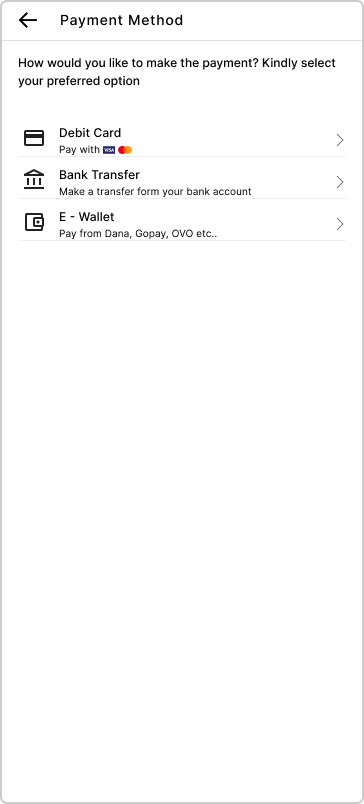 Payment Method
How would you like to make the payment? Kindly select
your preferred option
Debit Card
Pay with VISA
Bank Transfer
Make a transfer form your bank account
E - Wallet
Pay from Dana, Gopay, OVO etc..